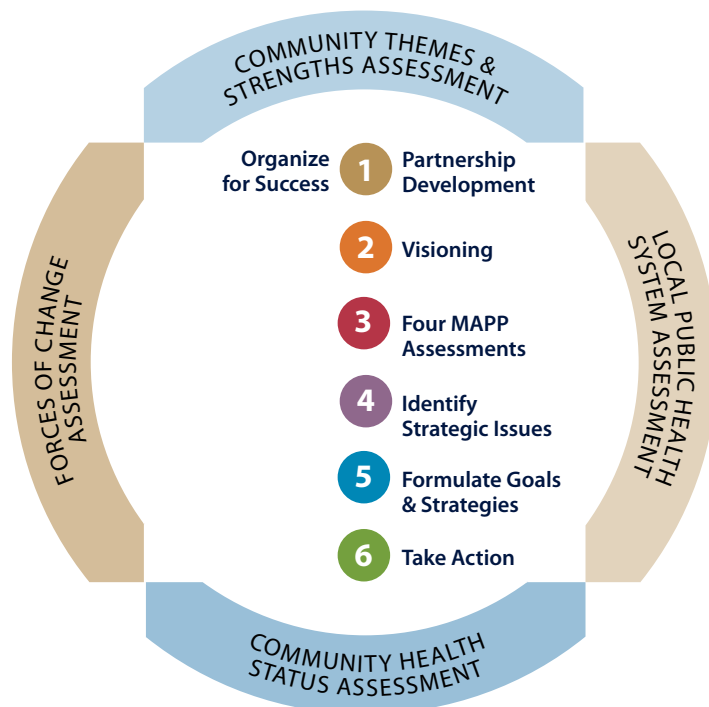 COMMUNITY THEMES &
STRENGTHS ASSESSMENT
Organize
for Success
1
Partnership
Development
2
Visioning
3
Four MAPP
Assessments
4
Identify
Strategic Issues
5
Formulate Goals
& Strategies
6
Take Action
FORCES OF CHANGE
ASSESSMENT
LOCAL PUBLIC HEALTH
SYSTEM ASSESSMENT
COMMUNITY HEALTH
STATUS ASSESSMENT